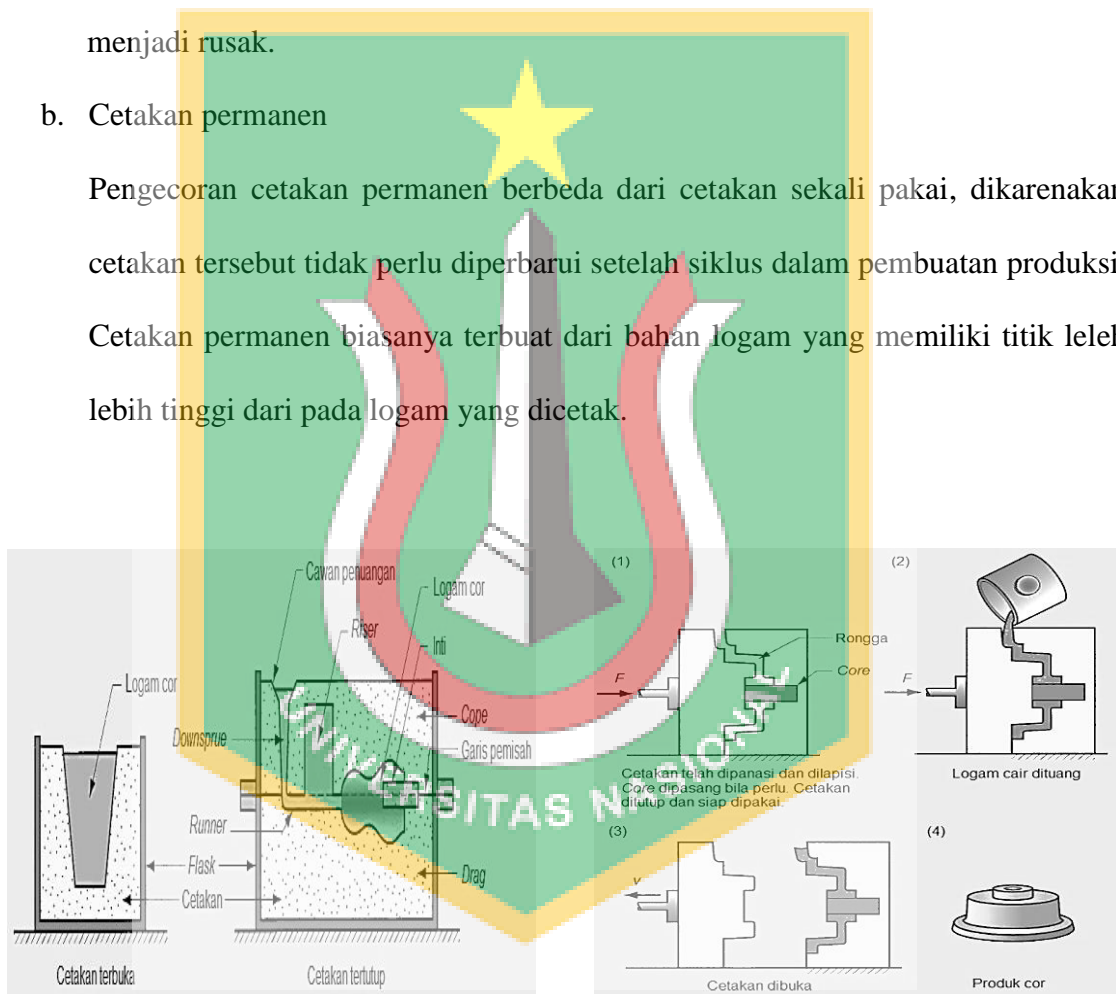 menjadi rusak.
b. Cetakan permanen
Pengecoran cetakan permanen berbeda dari cetakan sekali pakai, dikarenakan
cetakan tersebut tidak perlu diperbarui setelah siklus dalam pembuatan produksi
Cetakan permanen biasanya terbuat dari bahan logam yang memiliki titik leleh
lebih tinggi dari pada logam yang dicetak.
Cawan penuangan
Logam cor
Riser
Inti
Logam cor
Cope
Downsprue
Garis pemisah
Runner
Flask
Drag
Cetakan
Cetakan terbuka
Cetakan tertutup
(1)
Rongga
Core
F
Cetakan telah dipanasi dan dilapisi.
Core dipasang bila perlu. Cetakan
ditutup dan siap dipakai.
(2)
F
Logam cair dituang
(3)
v
Cetakan dibuka
(4)
Produk cor
UNIVERSITAS NASIONAL